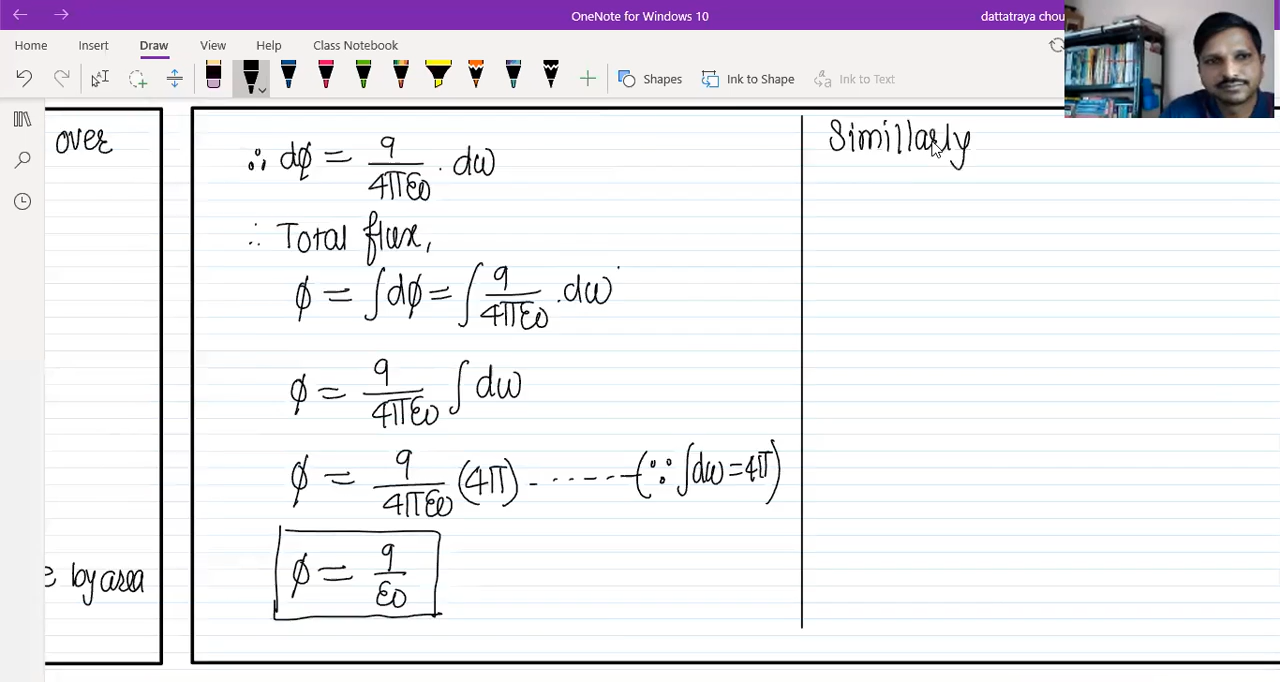 OneNote for Windows 10
dattatraya chou
Home Insert Draw View Help Class Notebook
Shapes Ink to Shape Ink to Text
over
by area
∴ dφ = q/4πε0 · dω
∴ Total flux,
φ = ∫dφ = ∫ q/4πε0 . dω
φ = q/4πε0 ∫ dω
φ = q/4πε0 (4π) - ------ (∵ ∫dω = 4π)
φ = q/ε0
Simillarly